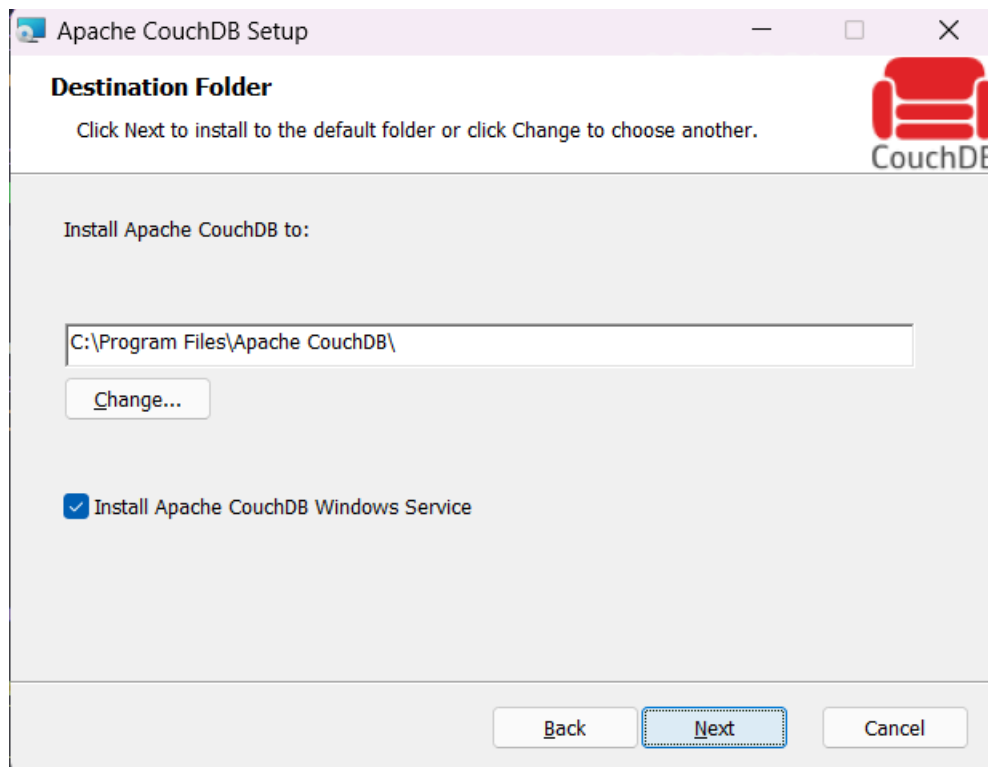 Apache CouchDB Setup
Destination Folder
Click Next to install to the default folder or click Change to choose another.
CouchDB
Install Apache CouchDB to:
C:\Program Files\Apache CouchDB\
Change...
Install Apache CouchDB Windows Service
Back
Next
Cancel